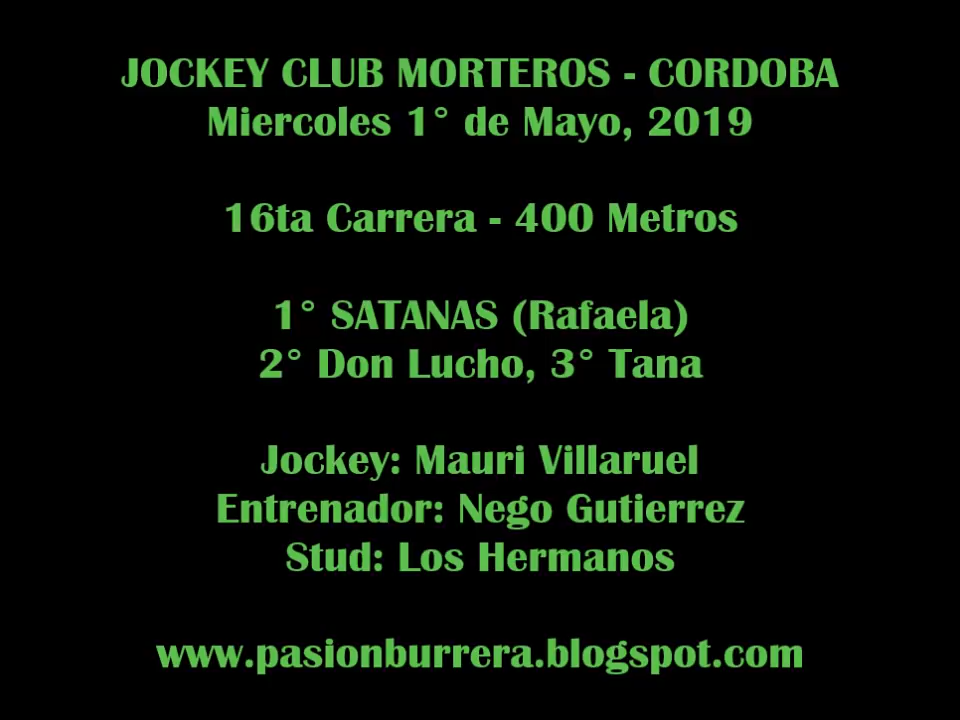 JOCKEY CLUB MORTEROS - CORDOBA
Miercoles 1° de Mayo, 2019
16ta Carrera - 400 Metros
1° SATANAS (Rafaela)
2° Don Lucho, 3° Tana
Jockey: Mauri Villaruel
Entrenador: Nego Gutierrez
Stud: Los Hermanos
www.pasionburrera.blogspot.com